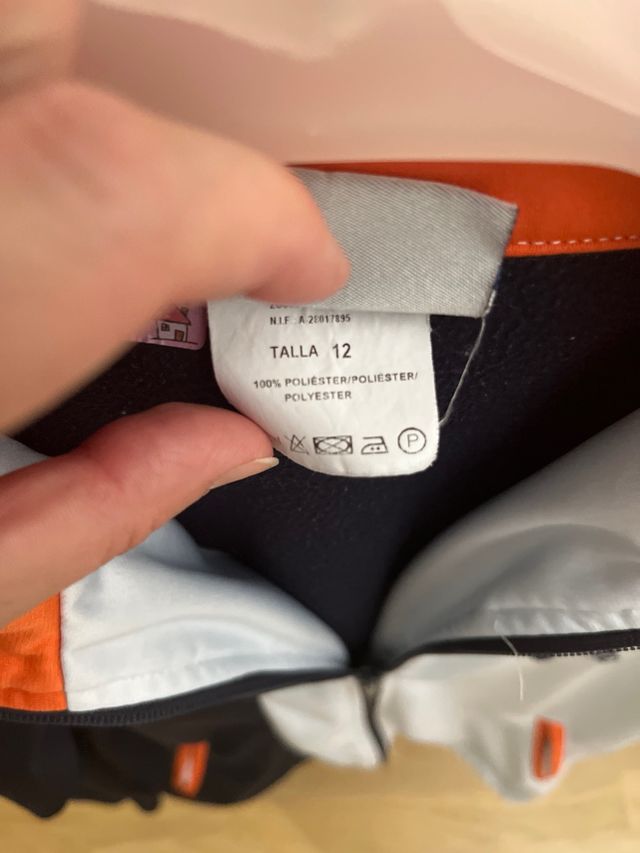 N.I.F. A 28017895
TALLA 12
100% POLIÉSTER/POLIÉSTER/
POLYESTER
P